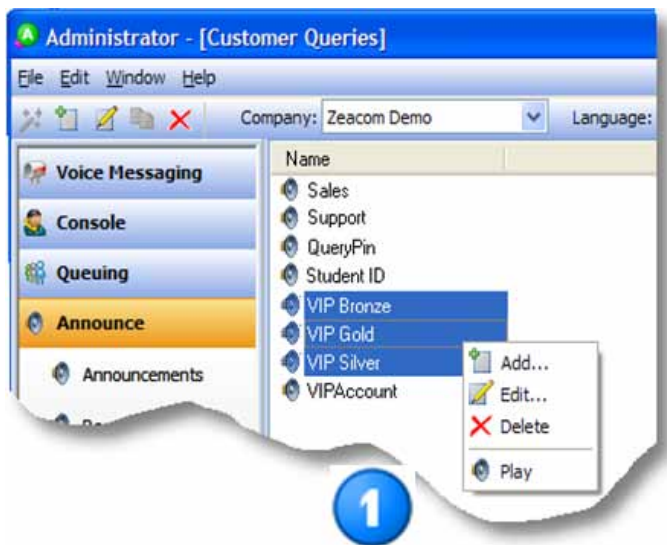 Administrator - [Customer Queries]
File Edit Window Help
Company: Zeacom Demo Language:
Voice Messaging
Console
Queuing
Announce
Announcements
Name
Sales
Support
QueryPin
Student ID
VIP Bronze
VIP Gold
VIP Silver
VIPAccount
Add...
Edit...
Delete
Play
1